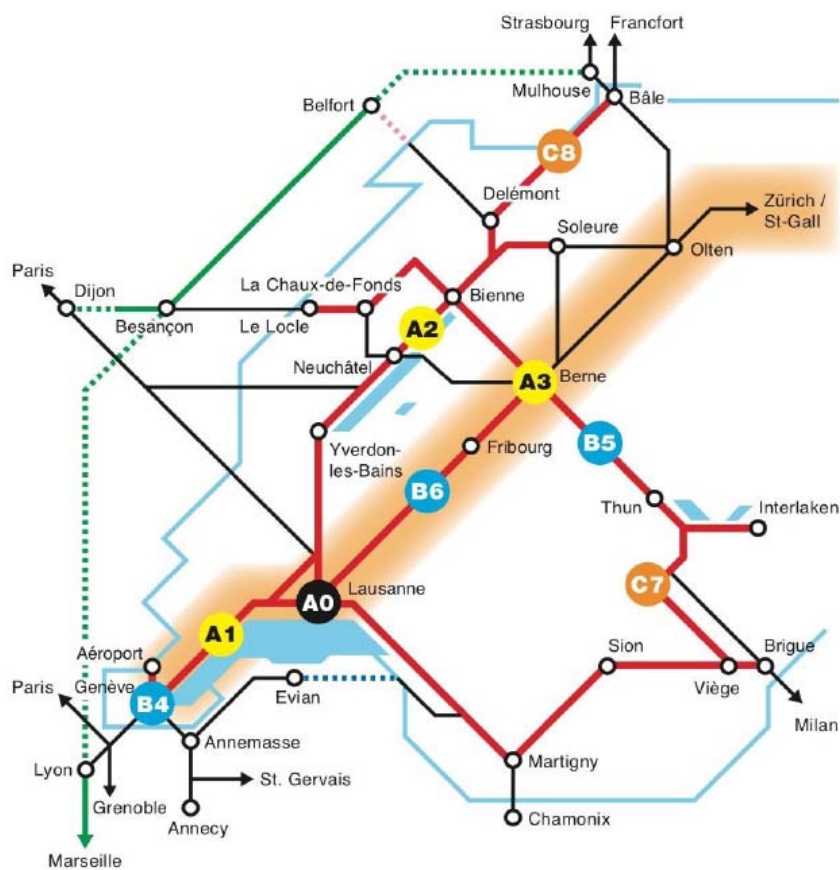 Strasbourg
Francfort
Mulhouse
Bâle
Belfort
C8
Delémont
Zürich /
St-Gall
Soleure
Olten
Paris
Dijon
La Chaux-de-Fonds
Bienne
Besançon
Le Locle
A2
Neuchâtel
A3
Berne
Yverdon-
les-Bains
Fribourg
B5
B6
Thun
Interlaken
Lausanne
A0
C7
A1
Aéroport
Sion
Brigue
Genève
Paris
B4
Evian
Viège
Milan
Annemasse
Lyon
St. Gervais
Martigny
Grenoble
Annecy
Chamonix
Marseille